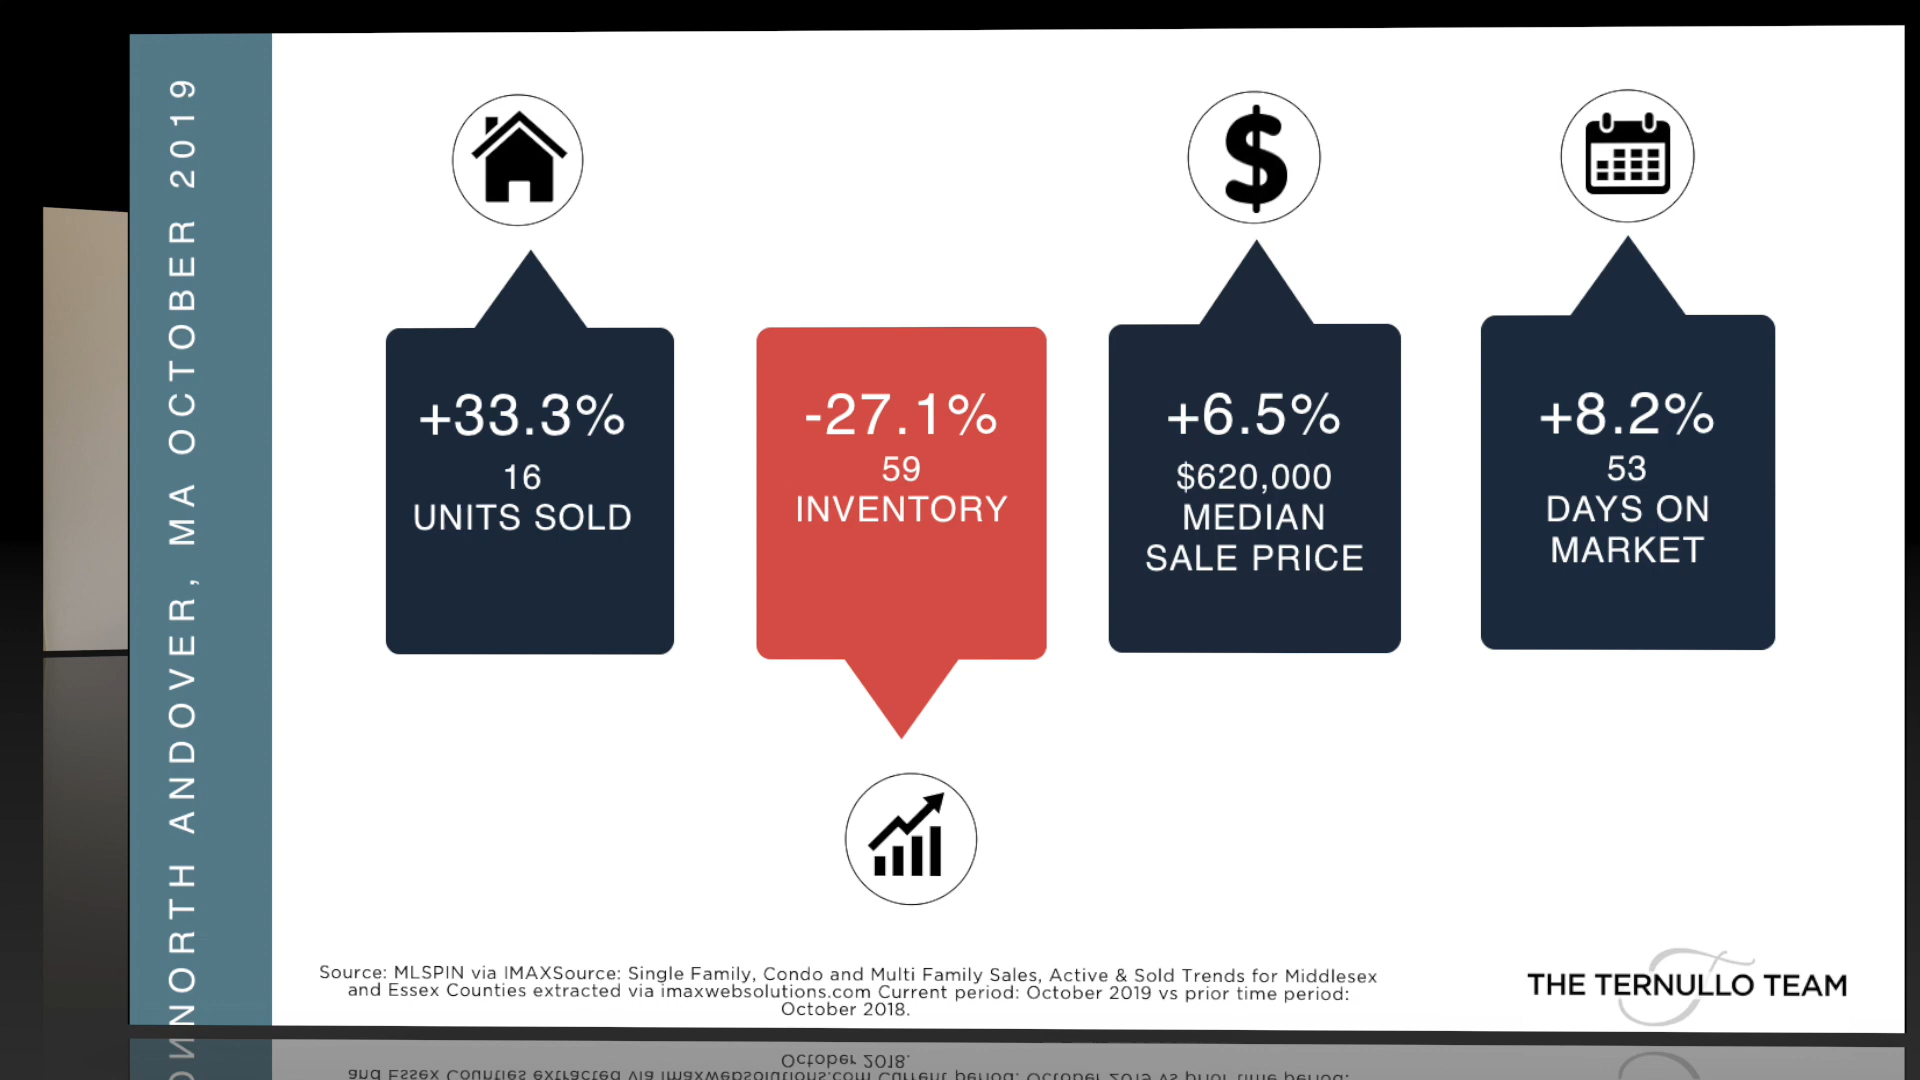 NORTH ANDOVER, MA OCTOBER 2019
+33.3%
16
UNITS SOLD
-27.1%
59
INVENTORY
+6.5%
$620,000
MEDIAN
SALE PRICE
+8.2%
53
DAYS ON
MARKET
Source: MLSPIN via IMAXSource: Single Family, Condo and Multi Family Sales, Active & Sold Trends for Middlesex
and Essex Counties extracted via imaxwebsolutions.com Current period: October 2019 vs prior time period:
October 2018.
THE TERNULLO TEAM